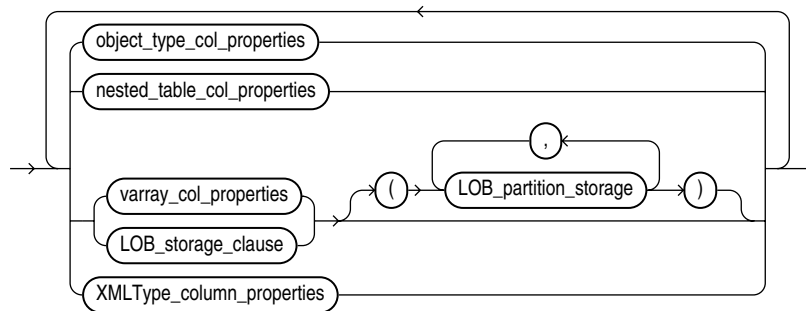 object_type_col_properties
nested_table_col_properties
,
varray_col_properties ( LOB_partition_storage )
LOB_storage_clause
XMLType_column_properties